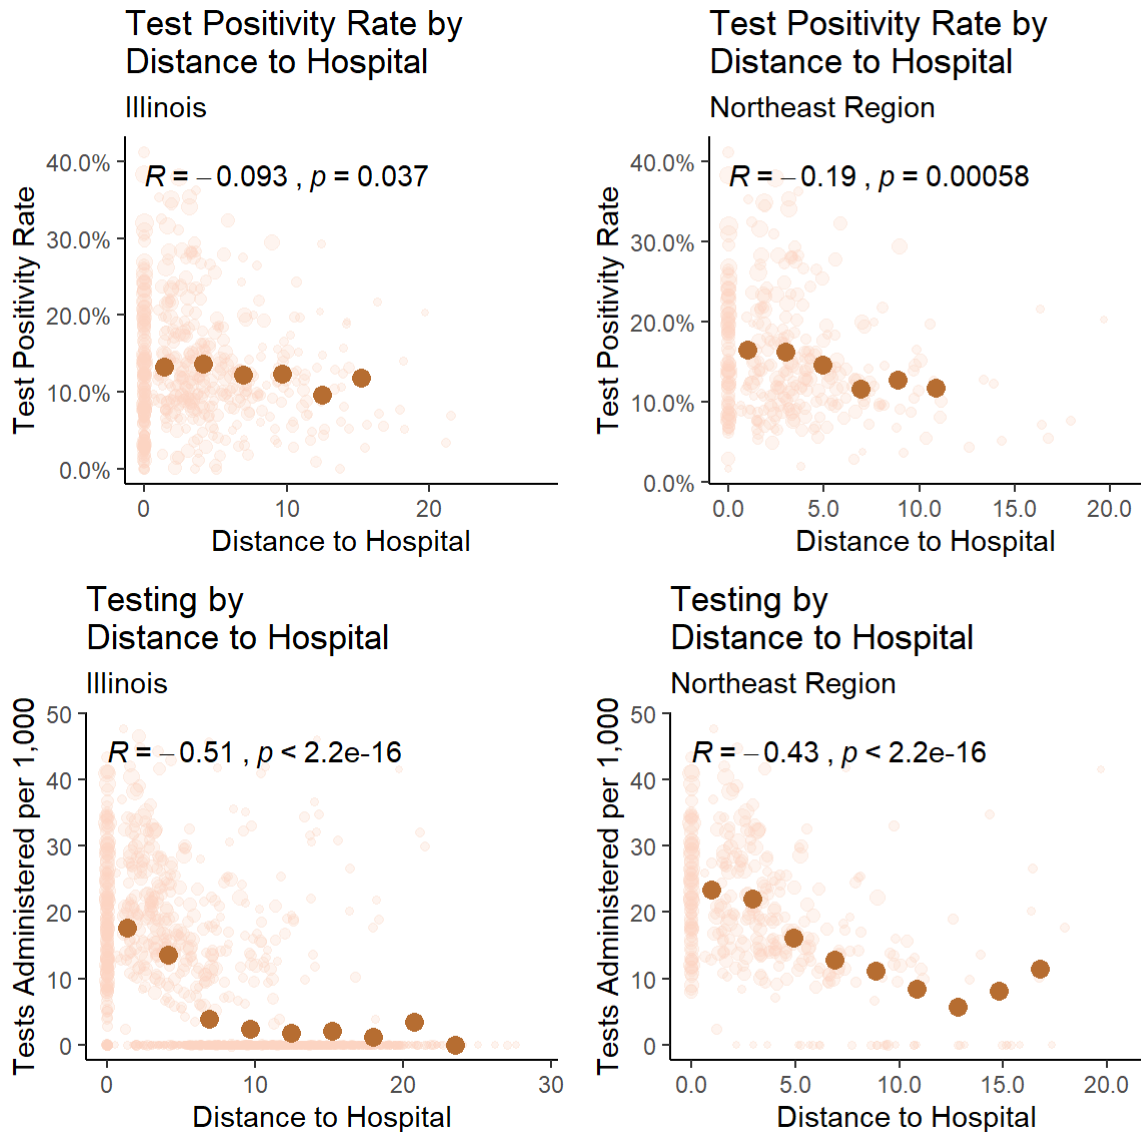 Test Positivity Rate by
Distance to Hospital
Illinois
R = −0.093 , p = 0.037
Test Positivity Rate
40.0%
30.0%
20.0%
10.0%
0.0%
0
10
20
Distance to Hospital
Test Positivity Rate by
Distance to Hospital
Northeast Region
R = −0.19 , p = 0.00058
Test Positivity Rate
40.0%
30.0%
20.0%
10.0%
0.0%
0.0
5.0
10.0
15.0
20.0
Distance to Hospital
Testing by
Distance to Hospital
Illinois
R = −0.51 , p < 2.2e-16
Tests Administered per 1,000
50
40
30
20
10
0
0
10
20
30
Distance to Hospital
Testing by
Distance to Hospital
Northeast Region
R = −0.43 , p < 2.2e-16
Tests Administered per 1,000
50
40
30
20
10
0
0.0
5.0
10.0
15.0
20.0
Distance to Hospital